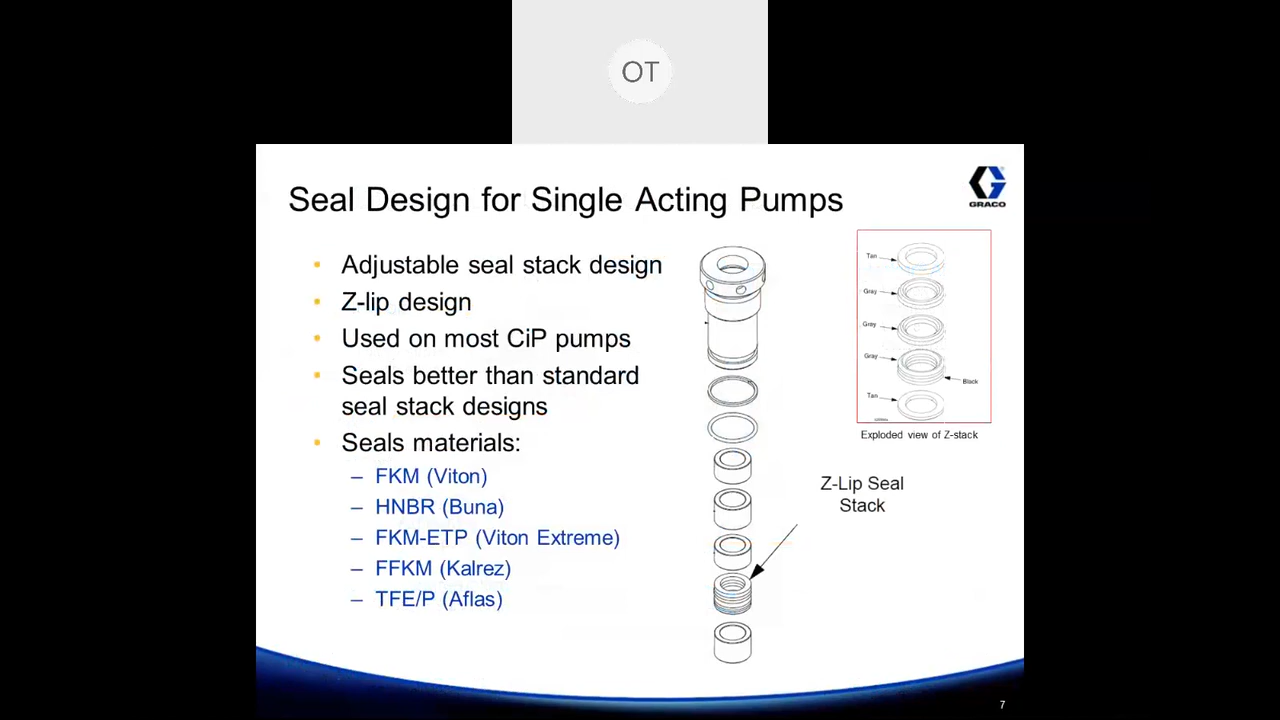 OT
Seal Design for Single Acting Pumps
GRACO
Adjustable seal stack design
Z-lip design
Used on most CiP pumps
Seals better than standard
seal stack designs
Seals materials:
– FKM (Viton)
– HNBR (Buna)
– FKM-ETP (Viton Extreme)
– FFKM (Kalrez)
– TFE/P (Aflas)
Tan
Gray
Gray
Gray
Black
Tan
Exploded view of Z-stack
Z-Lip Seal
Stack
7